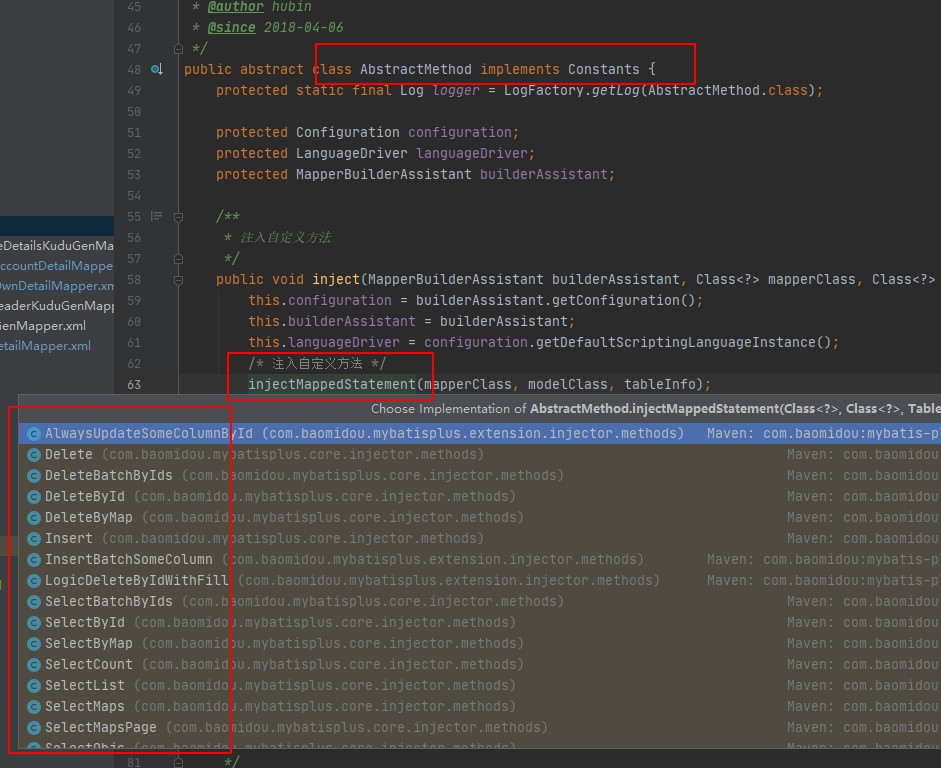 45 * @author hubin
46 * @since 2018-04-06
47 */
48 public abstract class AbstractMethod implements Constants {
49 protected static final Log logger = LogFactory.getLog(AbstractMethod.class);
50
51 protected Configuration configuration;
52 protected LanguageDriver languageDriver;
53 protected MapperBuilderAssistant builderAssistant;
54
55 /**
eDetailsKuduGenMa 56 * 注入自定义方法
ccountDetailMappe 57 */
58 public void inject(MapperBuilderAssistant builderAssistant, Class<?> mapperClass, Class<?>
wnDetailMapper.xm 59 this.configuration = builderAssistant.getConfiguration();
eaderKuduGenMapp 60 this.builderAssistant = builderAssistant;
GenMapper.xml
etailMapper.xml 61 this.languageDriver = configuration.getDefaultScriptingLanguageInstance();
62 /* 注入自定义方法 */
63 injectMappedStatement(mapperClass, modelClass, tableInfo);
Choose Implementation of AbstractMethod.injectMappedStatement(Class<?>, Class<?>, Table
AlwaysUpdateSomeColumnById (com.baomidou.mybatisplus.extension.injector.methods) Maven: com.baomidou:mybatis-p
Delete (com.baomidou.mybatisplus.core.injector.methods) Maven: com.baomidou
DeleteBatchByIds (com.baomidou.mybatisplus.core.injector.methods) Maven: com.baomidou
DeleteById (com.baomidou.mybatisplus.core.injector.methods) Maven: com.baomidou
DeleteByMap (com.baomidou.mybatisplus.core.injector.methods) Maven: com.baomidou
Insert (com.baomidou.mybatisplus.core.injector.methods) Maven: com.baomidou
InsertBatchSomeColumn (com.baomidou.mybatisplus.extension.injector.methods) Maven: com.baomidou:mybatis-p
LogicDeleteByIdWithFill (com.baomidou.mybatisplus.extension.injector.methods) Maven: com.baomidou:mybatis-p
SelectBatchByIds (com.baomidou.mybatisplus.core.injector.methods) Maven: com.baomidou
SelectById (com.baomidou.mybatisplus.core.injector.methods) Maven: com.baomidou
SelectByMap (com.baomidou.mybatisplus.core.injector.methods) Maven: com.baomidou
SelectCount (com.baomidou.mybatisplus.core.injector.methods) Maven: com.baomidou
SelectList (com.baomidou.mybatisplus.core.injector.methods) Maven: com.baomidou
SelectMaps (com.baomidou.mybatisplus.core.injector.methods) Maven: com.baomidou
SelectMapsPage (com.baomidou.mybatisplus.core.injector.methods) Maven: com.baomidou
SelectObjs (com.baomidou.mybatisplus.core.injector.methods) Maven: com.baomidou
81 */